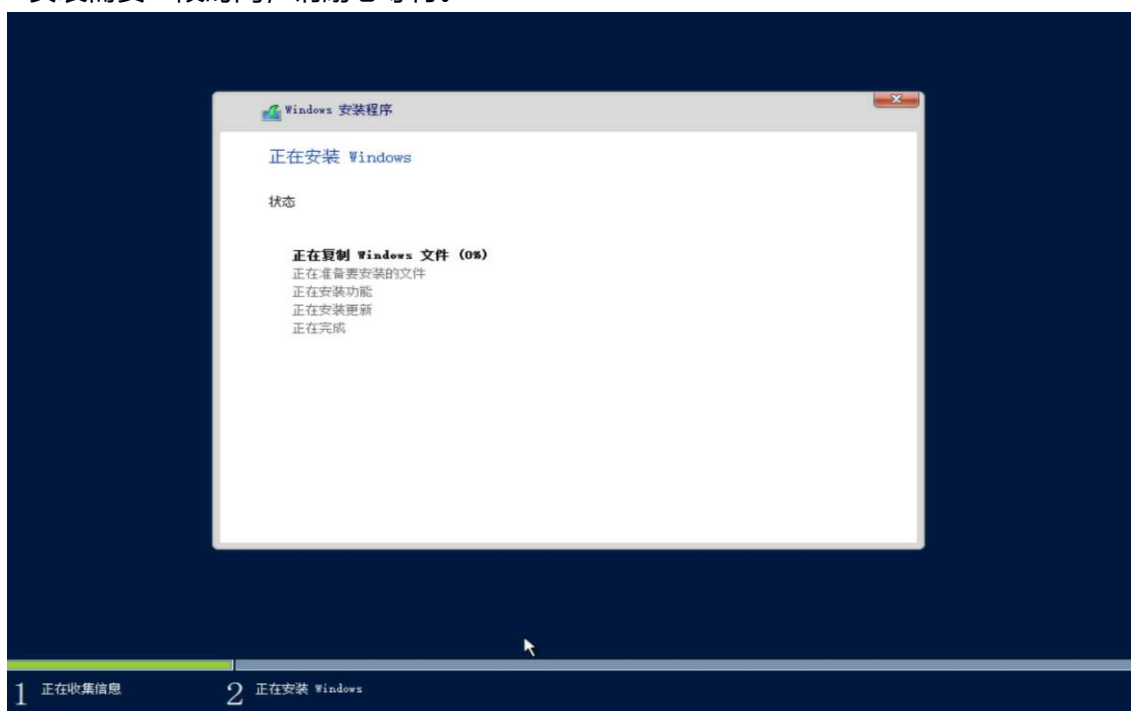 Windows 安装程序
正在安装 Windows
状态
正在复制 Windows 文件 (0%)
正在准备要安装的文件
正在安装功能
正在安装更新
正在完成
1 正在收集信息
2 正在安装 Windows